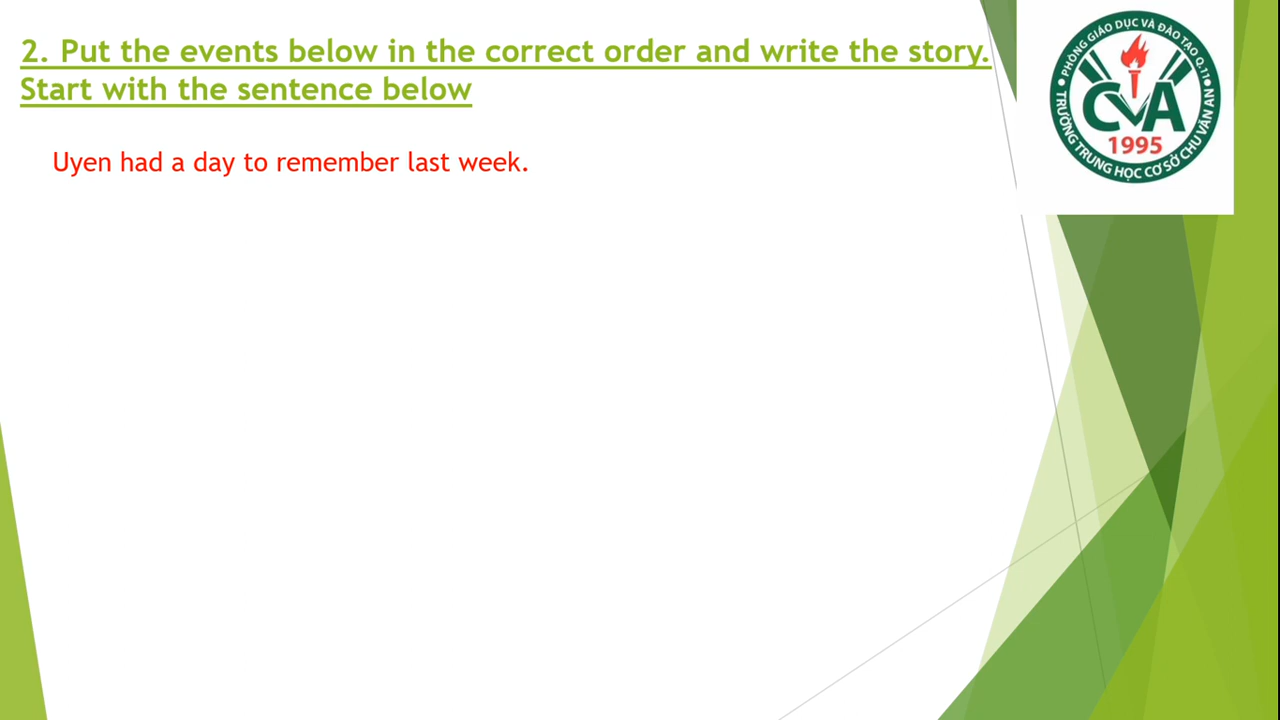 2. Put the events below in the correct order and write the story.
Start with the sentence below
Uyen had a day to remember last week.
PHÒNG GIÁO DỤC VÀ ĐÀO TẠO Q.11
CVA
1995
TRƯỜNG TRUNG HỌC CƠ SỞ CHU VĂN AN